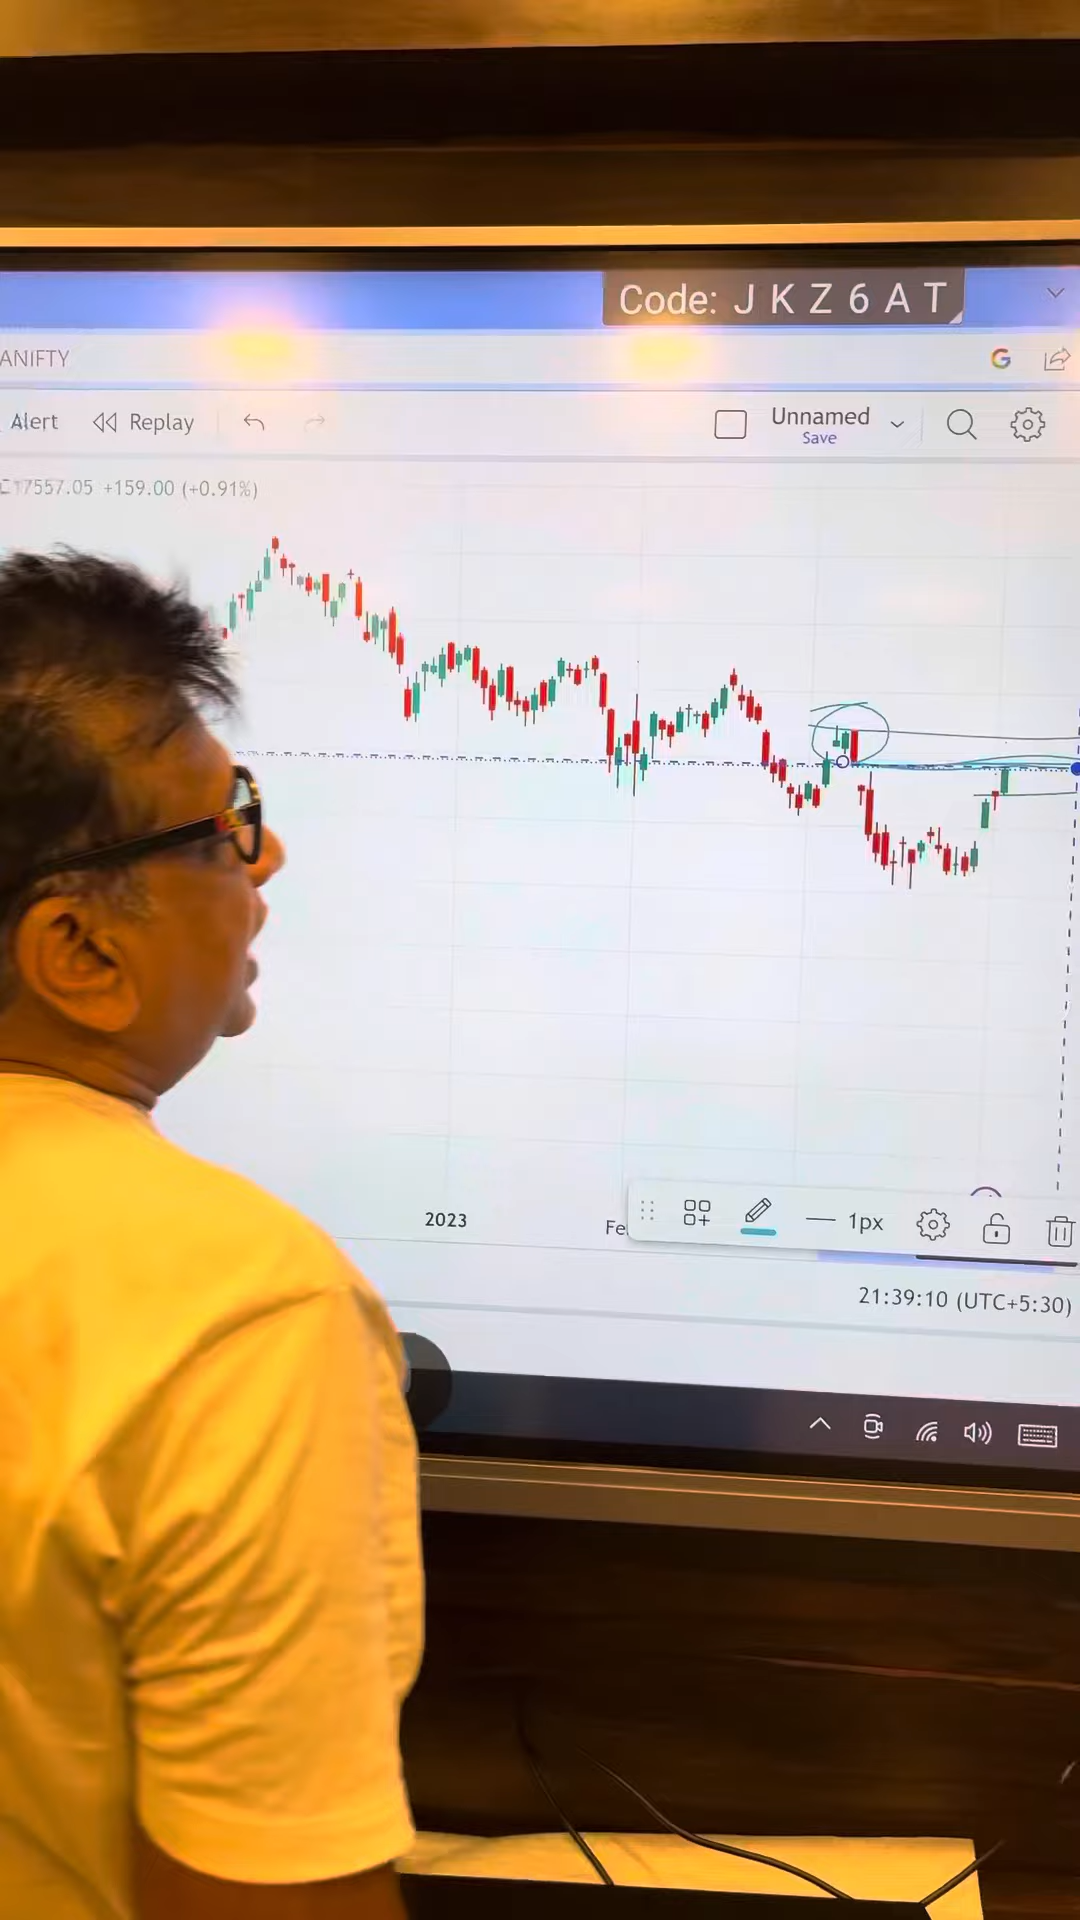 Code: J K Z 6 A T
ANIFTY
Alert Replay Unnamed
Save
17557.05 +159.00 (+0.91%)
2023
Fe
1px
21:39:10 (UTC+5:30)